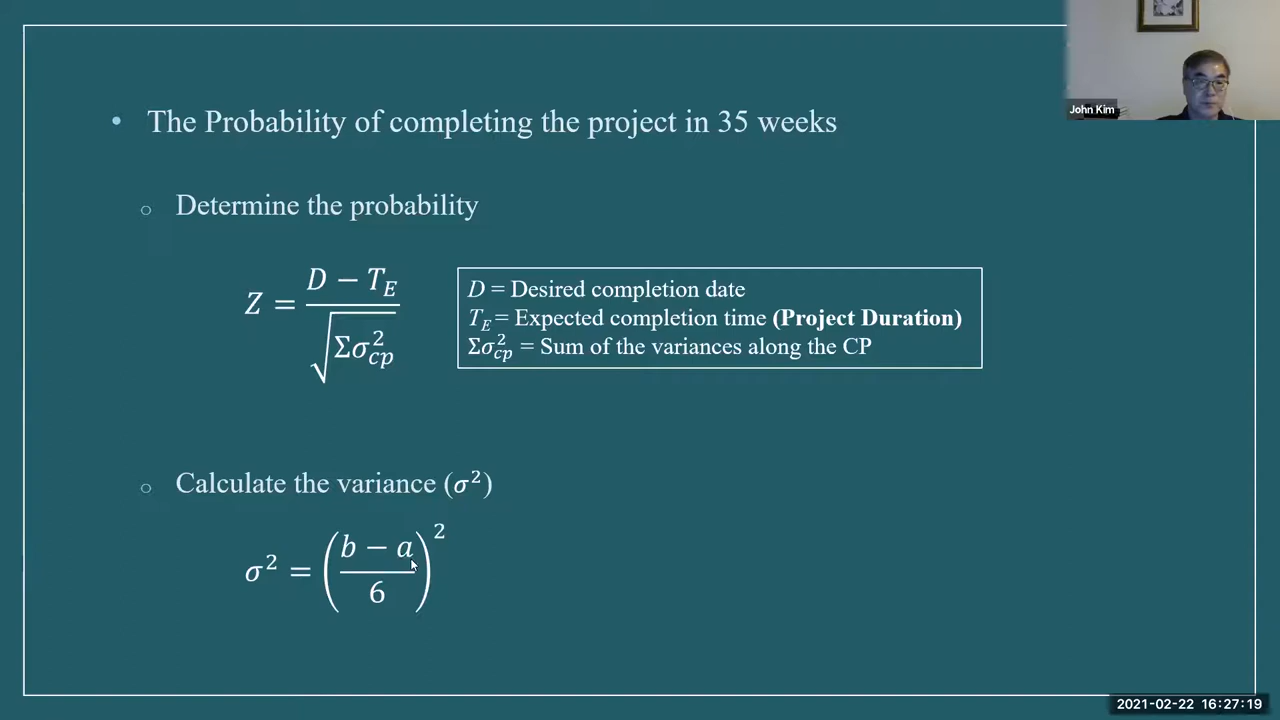 John Kim
• The Probability of completing the project in 35 weeks
○ Determine the probability
Z = (D − T_E) / √(Σσ²_cp)
D = Desired completion date
T_E = Expected completion time (Project Duration)
Σσ²_cp = Sum of the variances along the CP
○ Calculate the variance (σ²)
σ² = ((b − a) / 6)²
2021-02-22 16:27:19